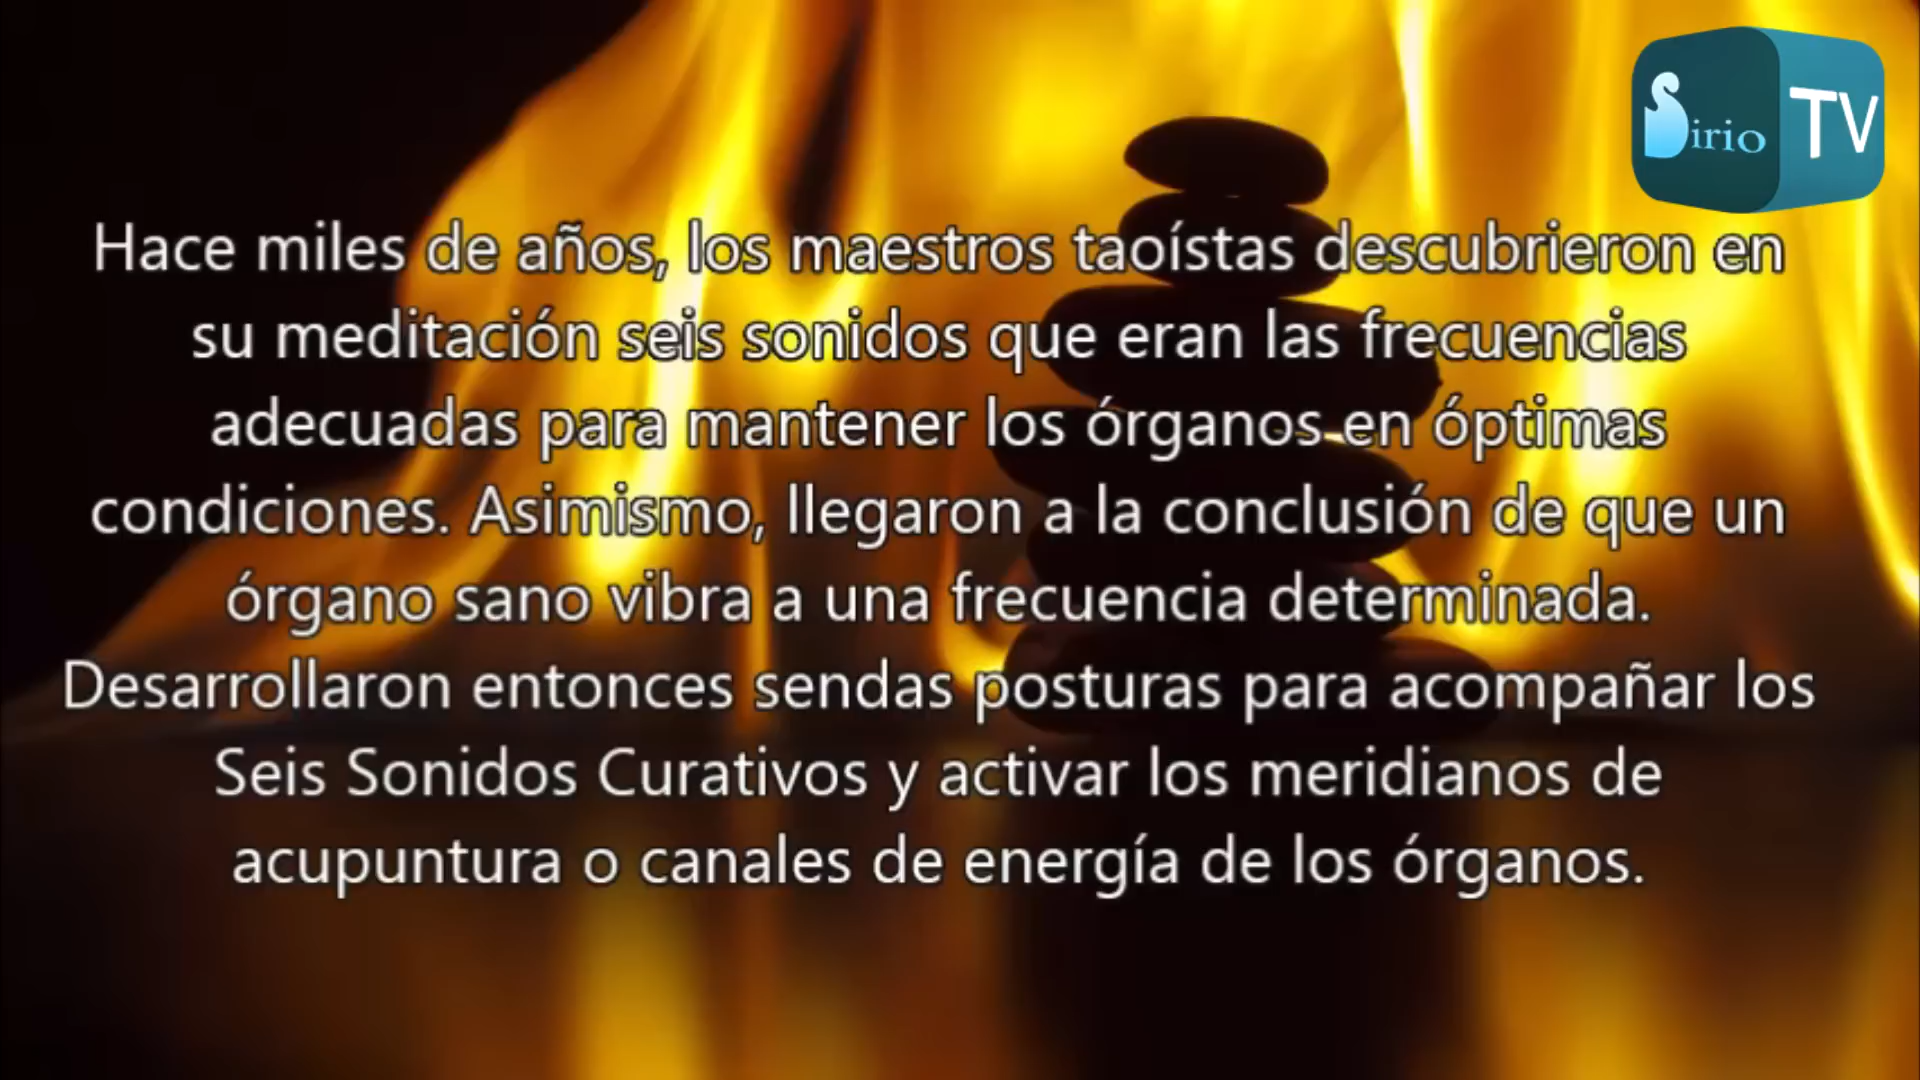 Sirio TV
Hace miles de años, los maestros taoístas descubrieron en
su meditación seis sonidos que eran las frecuencias
adecuadas para mantener los órganos en óptimas
condiciones. Asimismo, llegaron a la conclusión de que un
órgano sano vibra a una frecuencia determinada.
Desarrollaron entonces sendas posturas para acompañar los
Seis Sonidos Curativos y activar los meridianos de
acupuntura o canales de energía de los órganos.